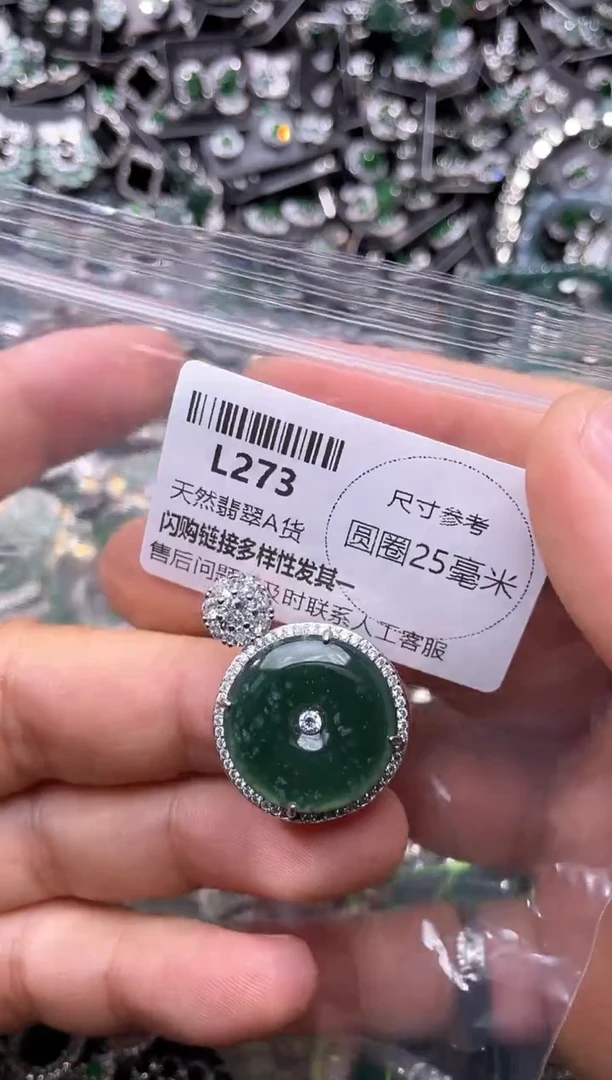 L273
天然翡翠A货
闪购链接多样性发其一
售后问题 及时联系人工客服
尺寸参考
圆圈25毫米